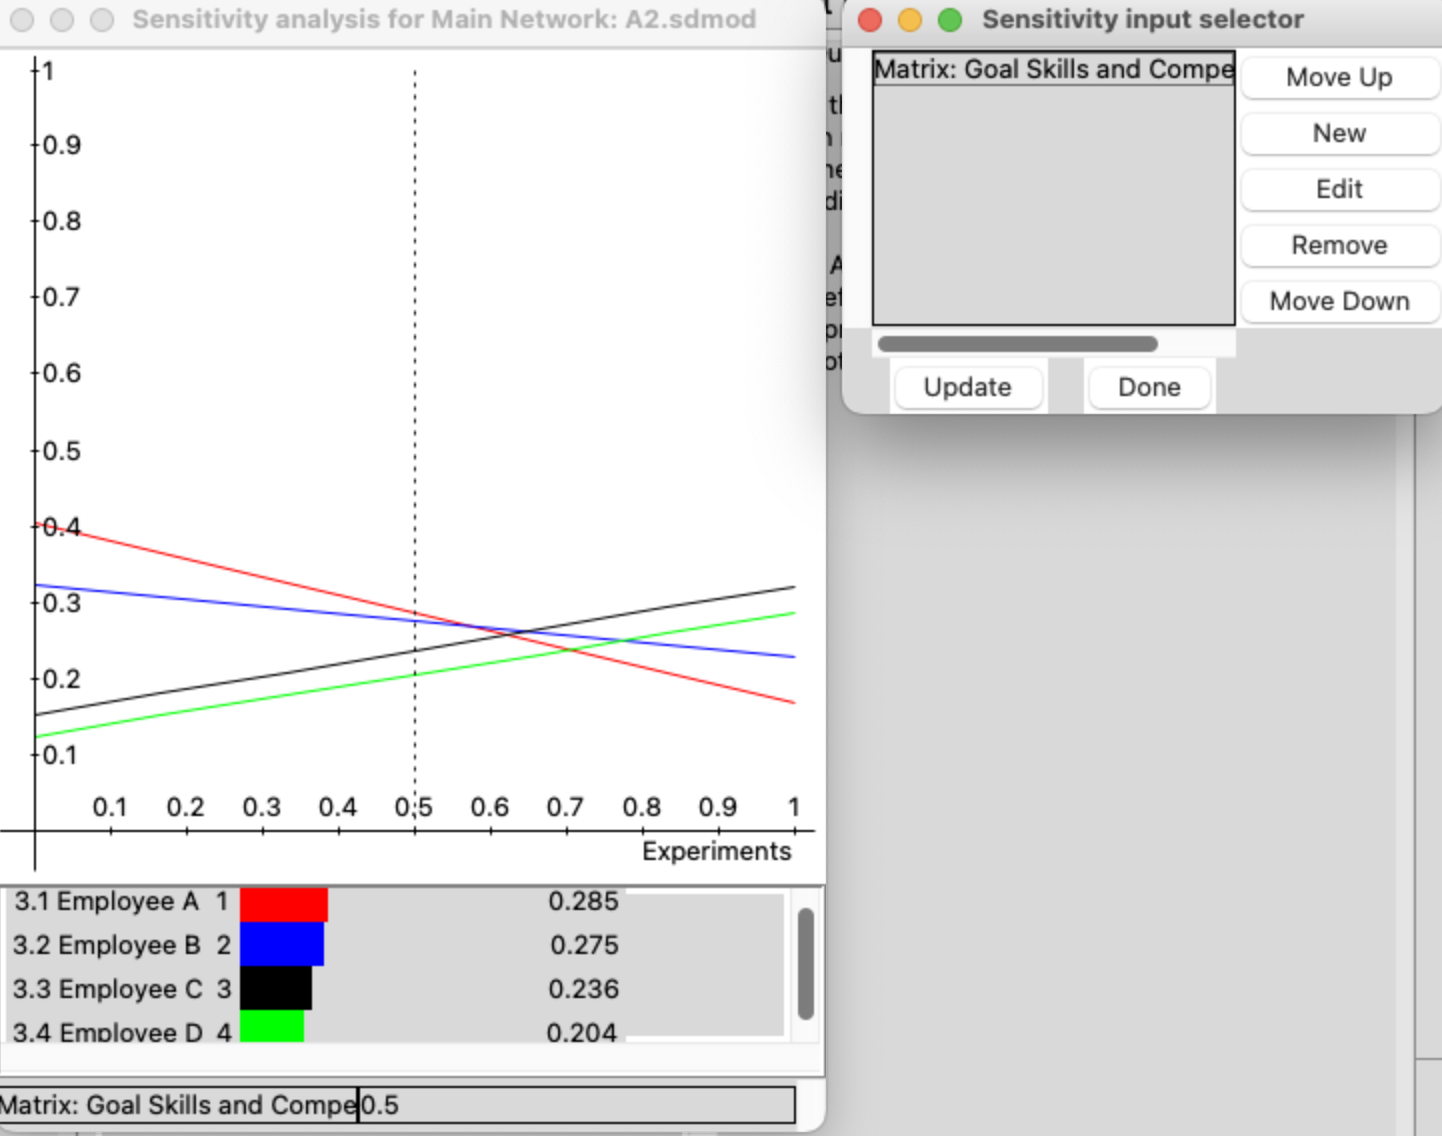 Sensitivity analysis for Main Network: A2.sdmod
1
0.9
0.8
0.7
0.6
0.5
0.4
0.3
0.2
0.1
0.1 0.2 0.3 0.4 0.5 0.6 0.7 0.8 0.9 1
Experiments
3.1 Employee A 1 0.285
3.2 Employee B 2 0.275
3.3 Employee C 3 0.236
3.4 Employee D 4 0.204
Matrix: Goal Skills and Compe 0.5
Sensitivity input selector
Matrix: Goal Skills and Compe
Move Up
New
Edit
Remove
Move Down
Update Done